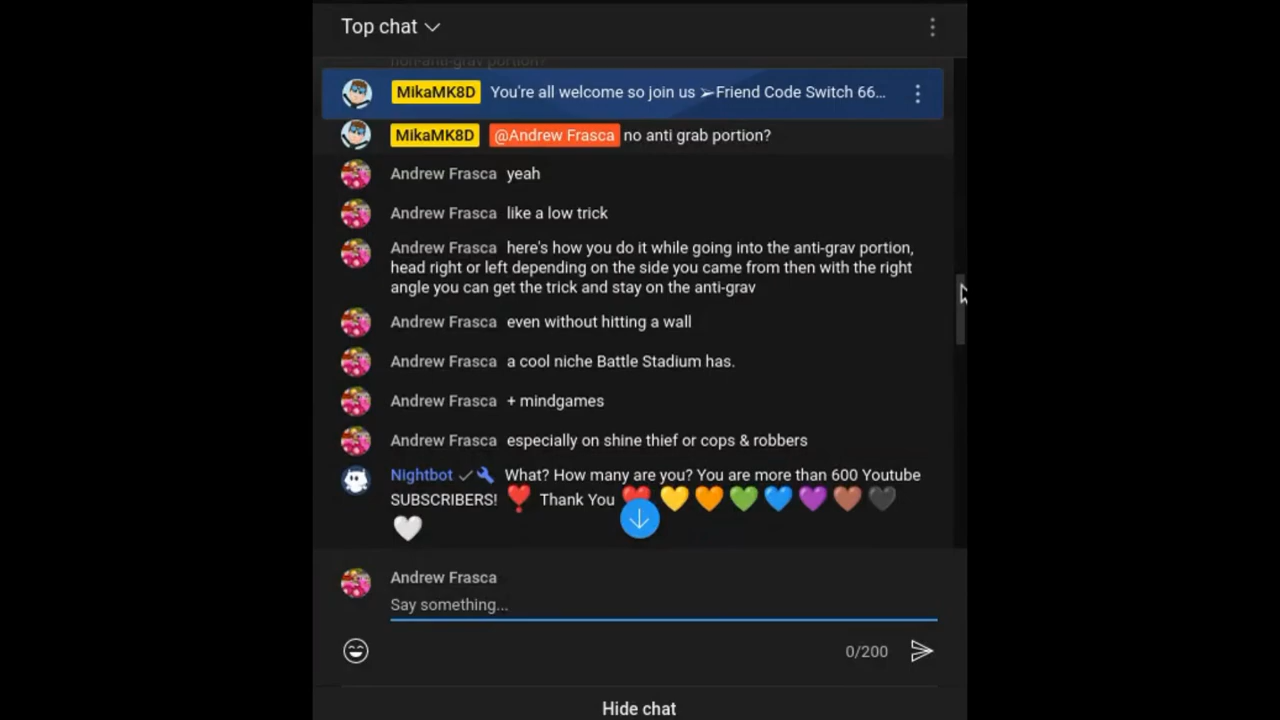 Top chat
non-anti-grav portion?
MikaMK8D You're all welcome so join us ➢Friend Code Switch 66...
MikaMK8D @Andrew Frasca no anti grab portion?
Andrew Frasca yeah
Andrew Frasca like a low trick
Andrew Frasca here's how you do it while going into the anti-grav portion,
head right or left depending on the side you came from then with the right
angle you can get the trick and stay on the anti-grav
Andrew Frasca even without hitting a wall
Andrew Frasca a cool niche Battle Stadium has.
Andrew Frasca + mindgames
Andrew Frasca especially on shine thief or cops & robbers
Nightbot What? How many are you? You are more than 600 Youtube
SUBSCRIBERS! ❣️ Thank You ❤️ 💛 🧡 💚 💙 💜 🤎 🖤
🤍
Andrew Frasca
Say something...
0/200
Hide chat